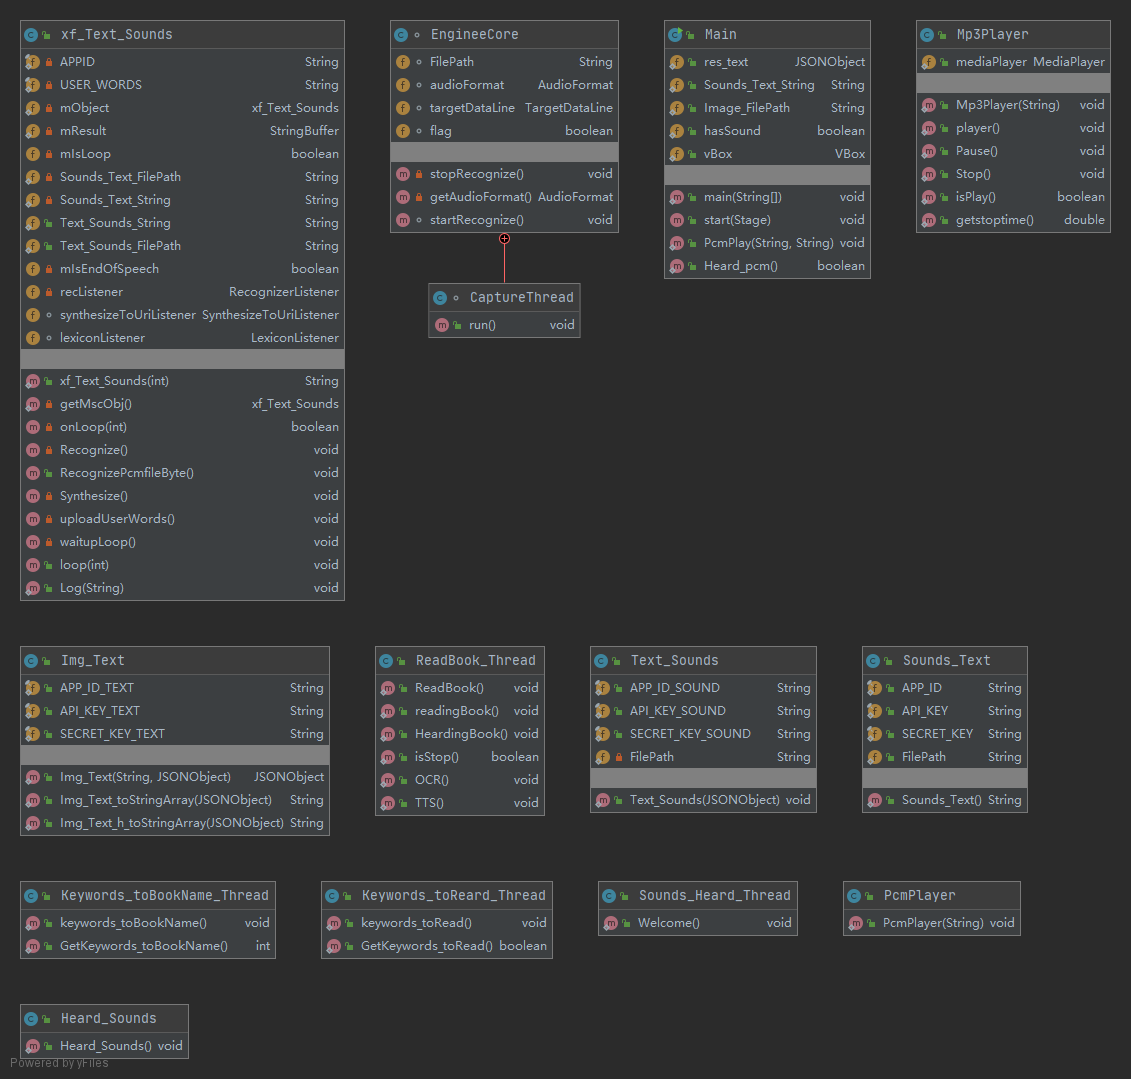 xf_Text_Sounds
APPID String
USER_WORDS String
mObject xf_Text_Sounds
mResult StringBuffer
mIsLoop boolean
Sounds_Text_FilePath String
Sounds_Text_String String
Text_Sounds_String String
Text_Sounds_FilePath String
mIsEndOfSpeech boolean
recListener RecognizerListener
synthesizeToUriListener SynthesizeToUriListener
lexiconListener LexiconListener
xf_Text_Sounds(int) String
getMscObj() xf_Text_Sounds
onLoop(int) boolean
Recognize() void
RecognizePcmfileByte() void
Synthesize() void
uploadUserWords() void
waitupLoop() void
loop(int) void
Log(String) void
EngineeCore
FilePath String
audioFormat AudioFormat
targetDataLine TargetDataLine
flag boolean
stopRecognize() void
getAudioFormat() AudioFormat
startRecognize() void
CaptureThread
run() void
Main
res_text JSONObject
Sounds_Text_String String
Image_FilePath String
hasSound boolean
vBox VBox
main(String[]) void
start(Stage) void
PcmPlay(String, String) void
Heard_pcm() boolean
Mp3Player
mediaPlayer MediaPlayer
Mp3Player(String) void
player() void
Pause() void
Stop() void
isPlay() boolean
getstoptime() double
Img_Text
APP_ID_TEXT String
API_KEY_TEXT String
SECRET_KEY_TEXT String
Img_Text(String, JSONObject) JSONObject
Img_Text_toStringArray(JSONObject) String
Img_Text_h_toStringArray(JSONObject) String
ReadBook_Thread
ReadBook() void
readingBook() void
HeardingBook() void
isStop() boolean
OCR() void
TTS() void
Text_Sounds
APP_ID_SOUND String
API_KEY_SOUND String
SECRET_KEY_SOUND String
FilePath String
Text_Sounds(JSONObject) void
Sounds_Text
APP_ID String
API_KEY String
SECRET_KEY String
FilePath String
Sounds_Text() String
Keywords_toBookName_Thread
keywords_toBookName() void
GetKeywords_toBookName() int
Keywords_toReard_Thread
keywords_toRead() void
GetKeywords_toRead() boolean
Sounds_Heard_Thread
Welcome() void
PcmPlayer
PcmPlayer(String) void
Heard_Sounds
Heard_Sounds() void
Powered by yFiles